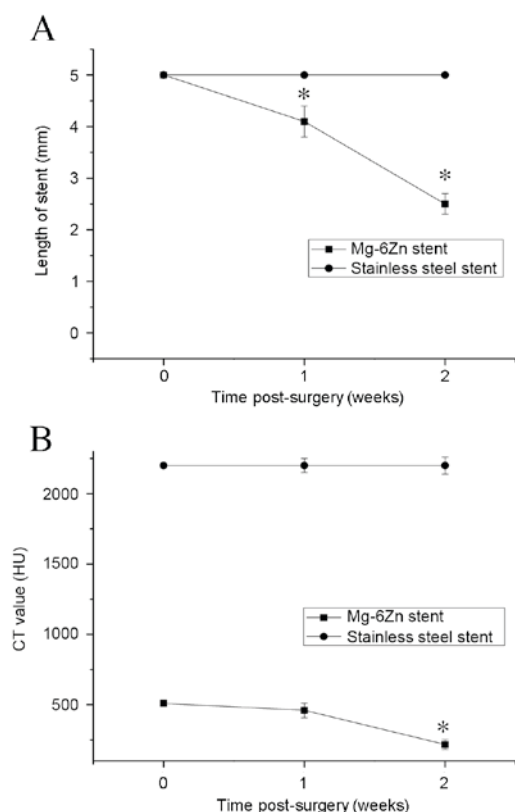 A
Length of stent (mm)
5
4
3
2
1
0
*
*
Mg-6Zn stent
Stainless steel stent
0
1
2
Time post-surgery (weeks)
B
CT value (HU)
2000
1500
1000
500
*
Mg-6Zn stent
Stainless steel stent
0
1
2
Time post-surgery (weeks)